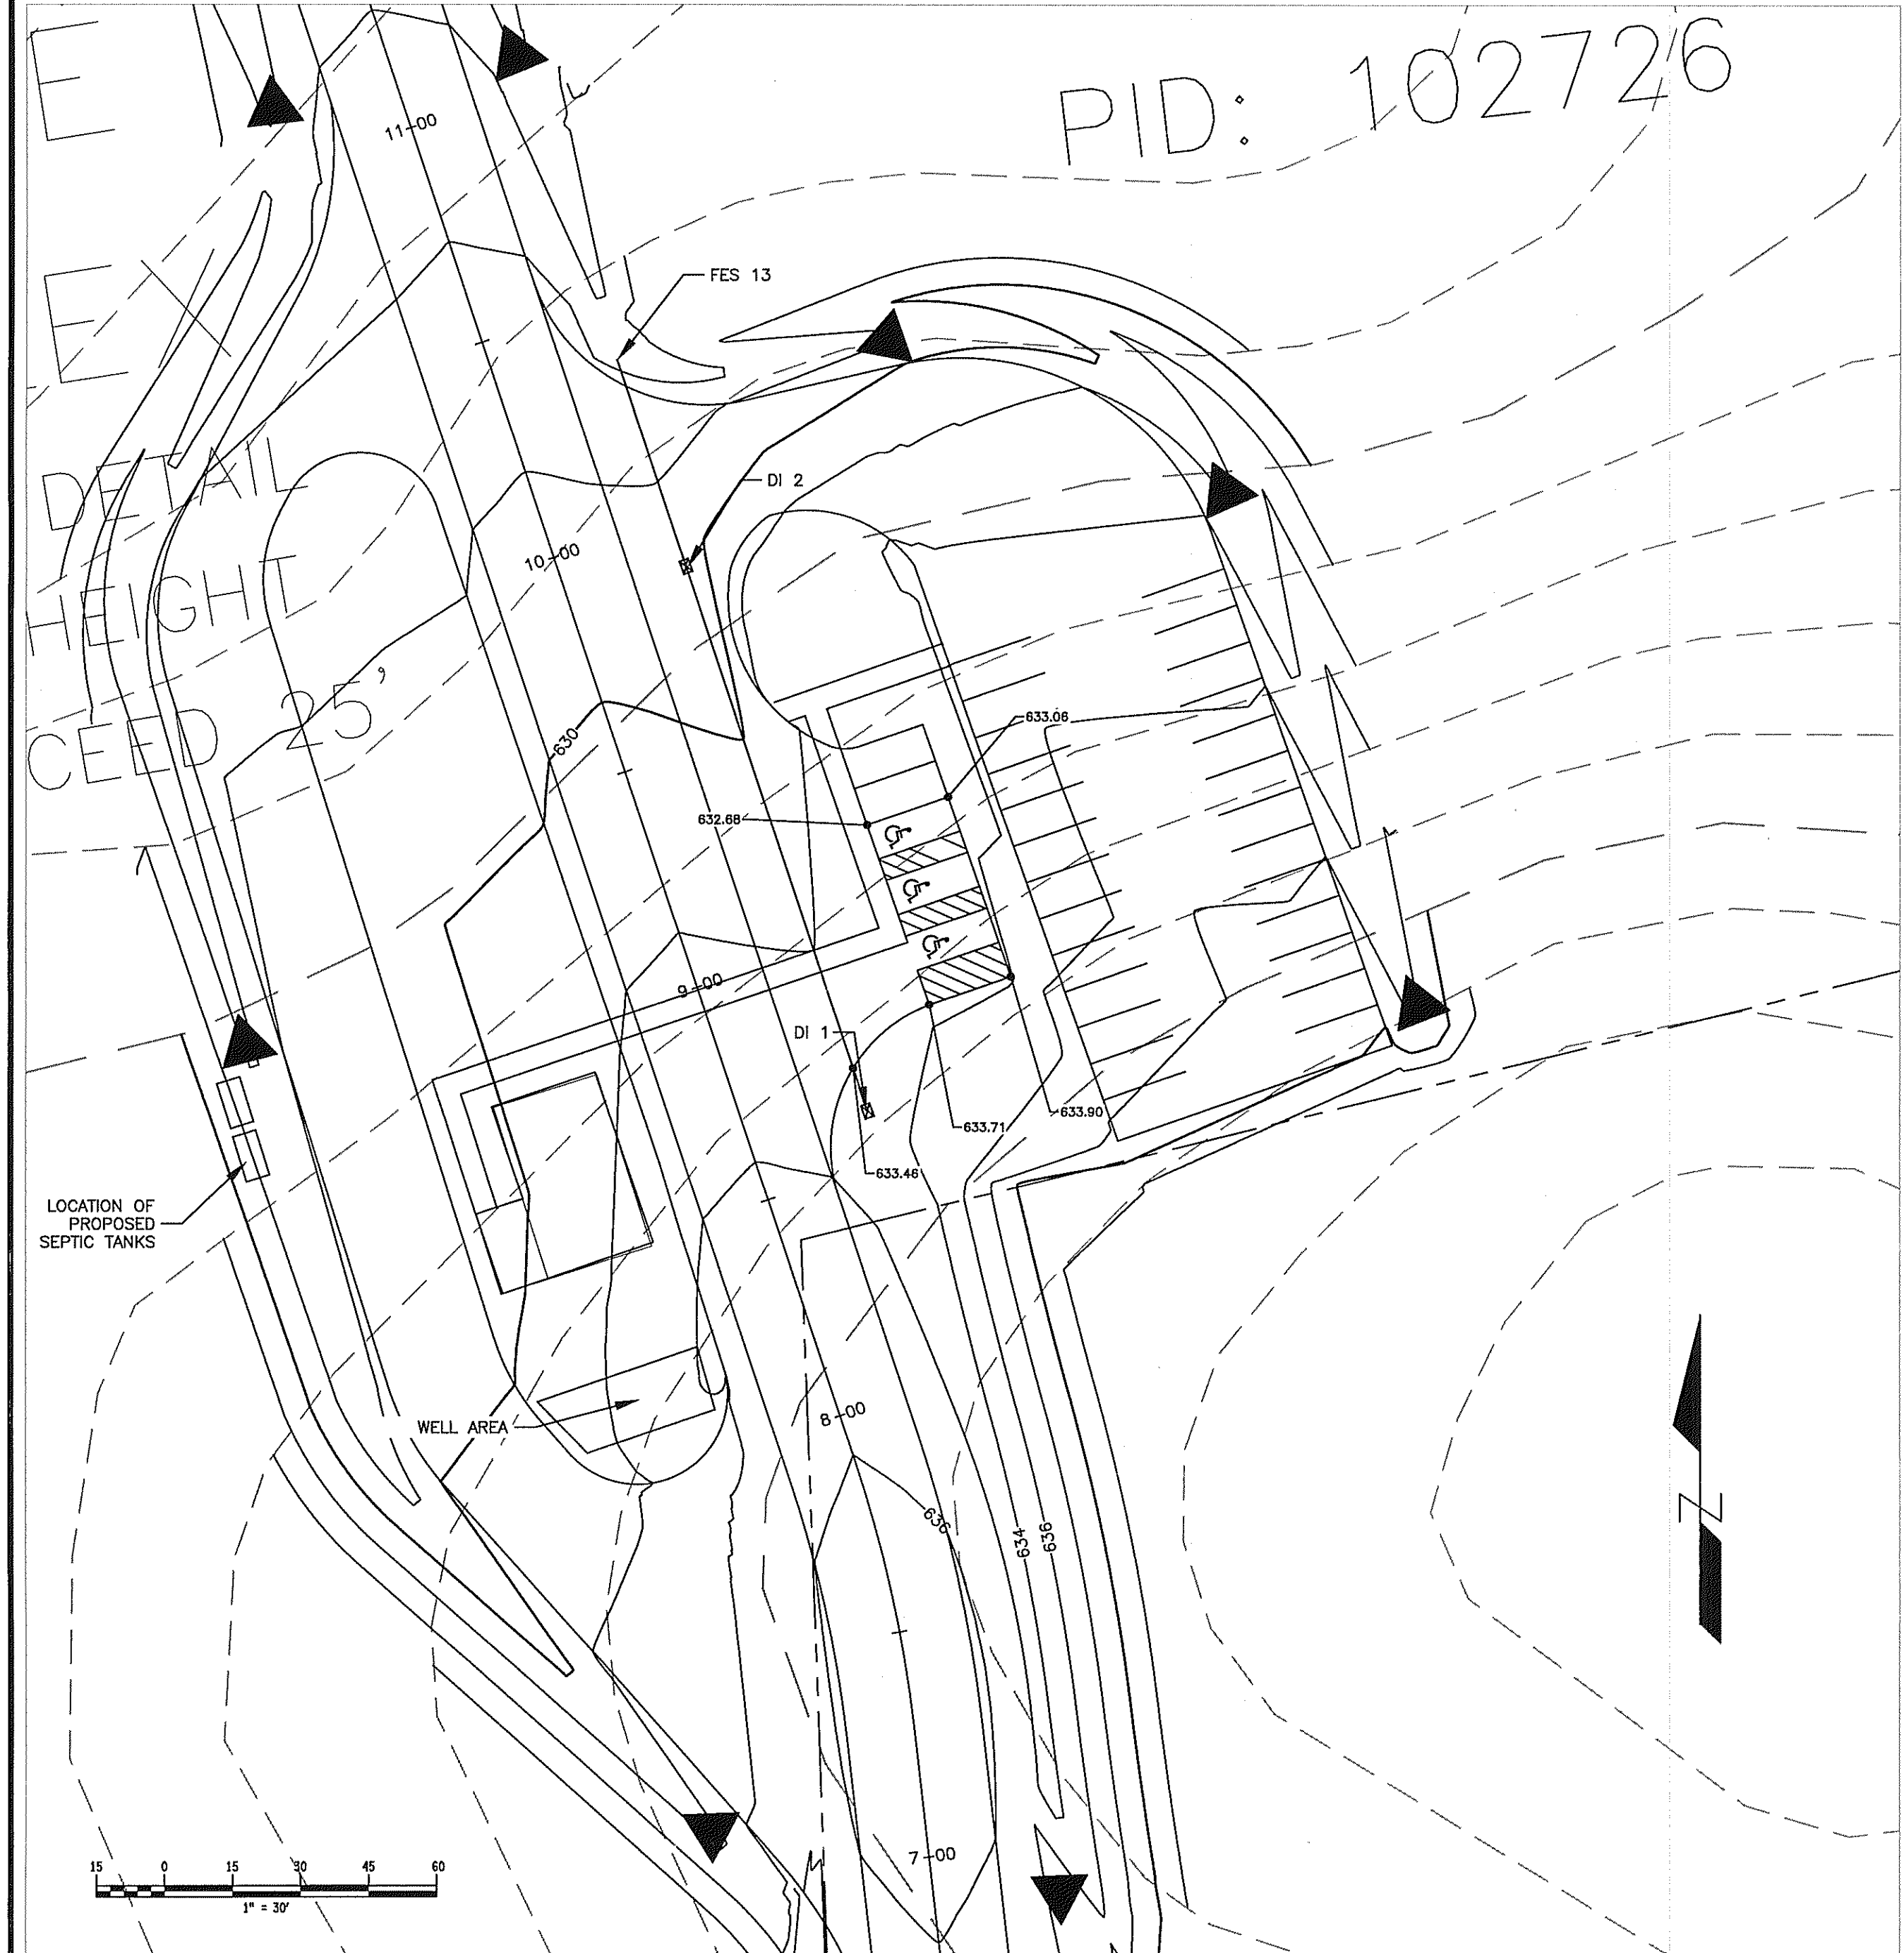 PID: 102726
E
EX
DETAIL
HEIGHT
CEED 25'
11+00
FES 13
DI 2
10+00
630
633.06
632.68
9+00
DI 1
633.90
633.71
633.46
LOCATION OF
PROPOSED
SEPTIC TANKS
WELL AREA
8+00
636
634
636
7+00
N
15 0 15 30 45 60
1" = 30'